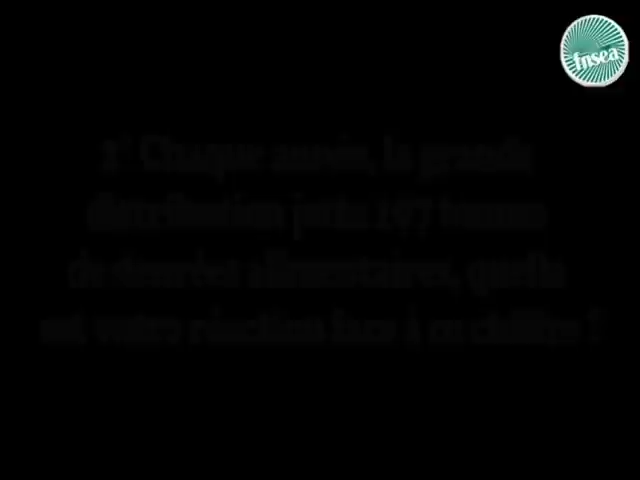 fnsea
1° Chaque année, la grande
distribution jette 197 tonnes
de denrées alimentaires, quelle
est votre réaction face à ce chiffre ?